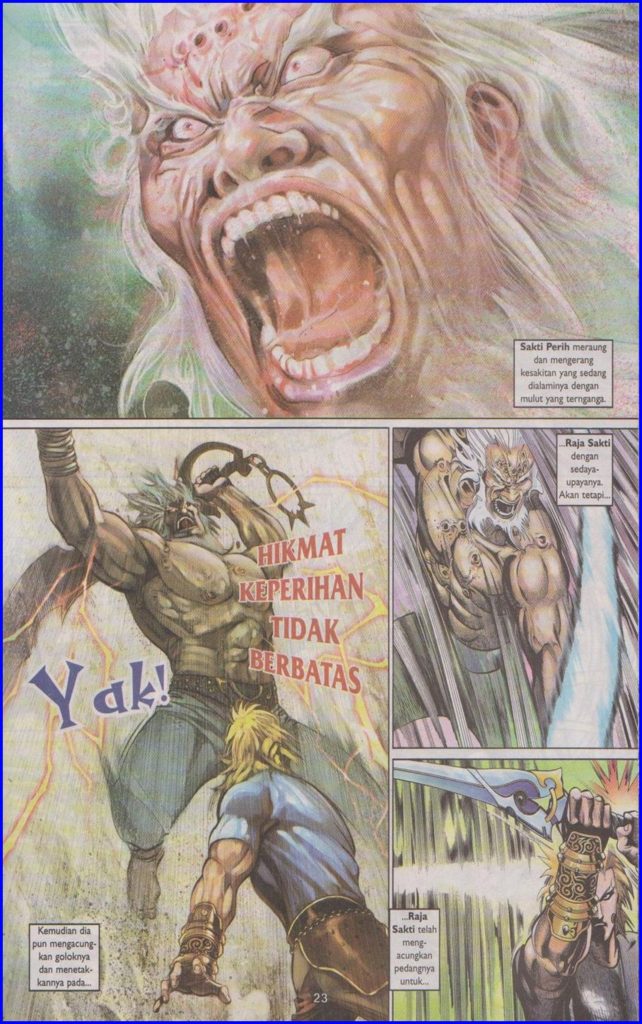 Sakti Perih meraung
dan mengerang
kesakitan yang sedang
dialaminya dengan
mulut yang ternganga.
HIKMAT
KEPERIHAN
TIDAK
BERBATAS
Yak!
Kemudian dia
pun mengacung-
kan goloknya
dan menetak-
kannya pada...
...Raja Sakti
dengan
sedaya-
upayanya.
Akan tetapi...
...Raja
Sakti telah
meng-
acungkan
pedangnya
untuk...
23